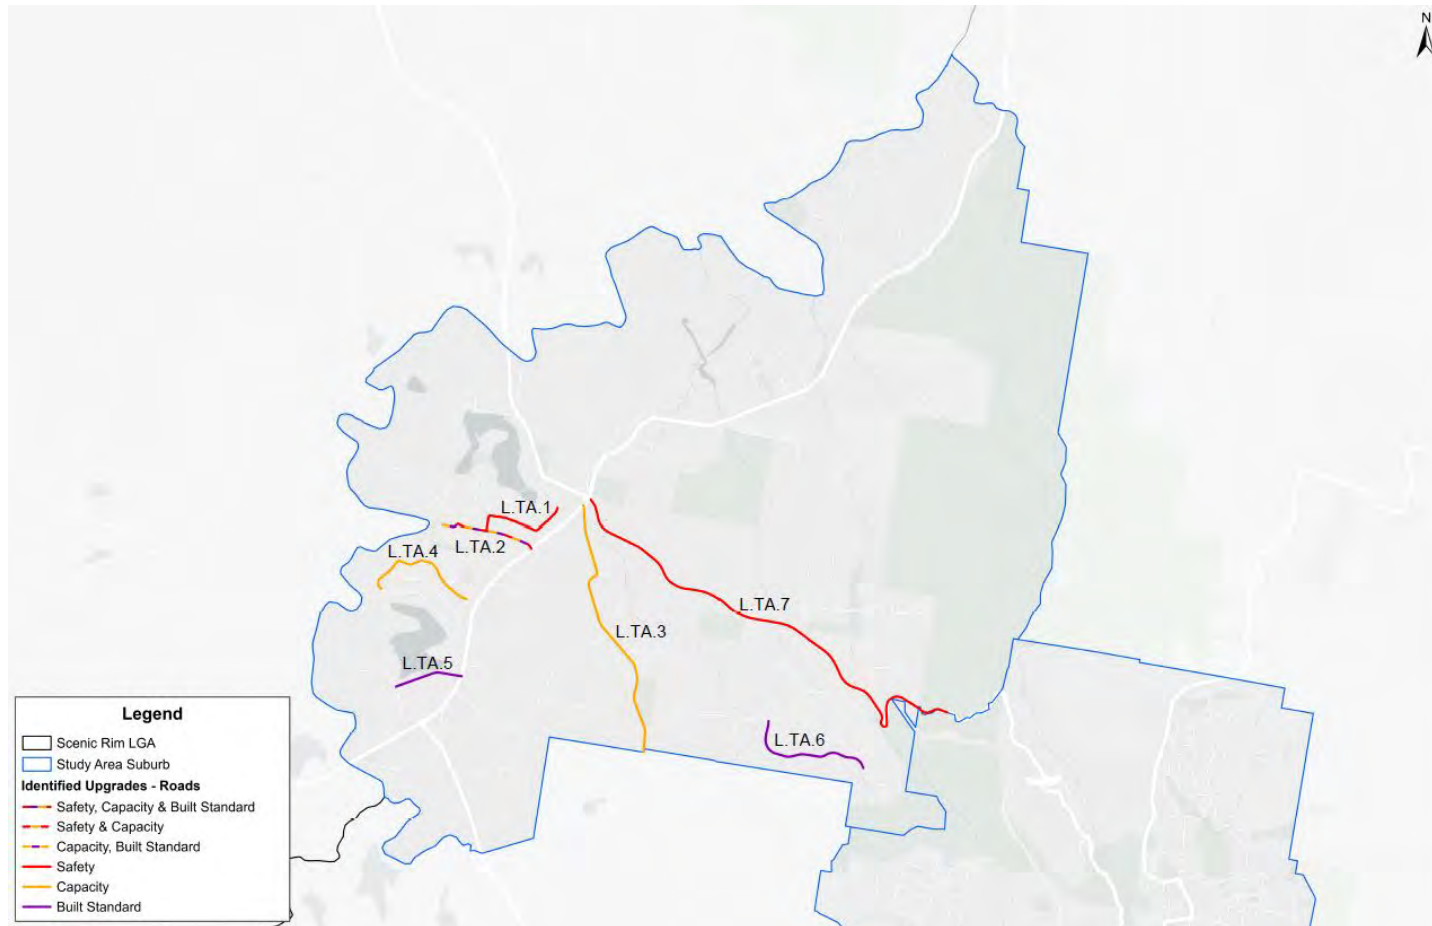 N
L.TA.1
L.TA.2
L.TA.4
L.TA.7
L.TA.3
L.TA.5
L.TA.6
Legend
Scenic Rim LGA
Study Area Suburb
Identified Upgrades - Roads
Safety, Capacity & Built Standard
Safety & Capacity
Capacity, Built Standard
Safety
Capacity
Built Standard